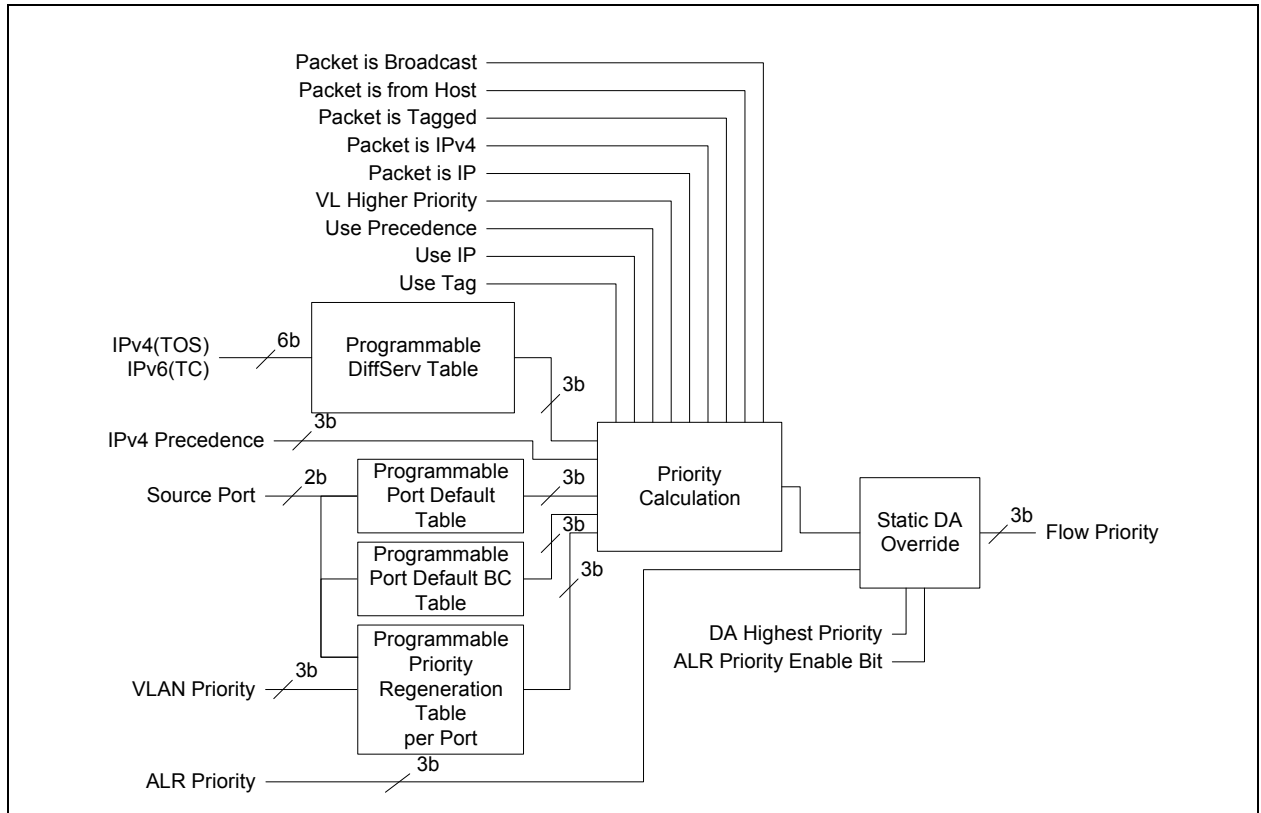 Packet is Broadcast
Packet is from Host
Packet is Tagged
Packet is IPv4
Packet is IP
VL Higher Priority
Use Precedence
Use IP
Use Tag
IPv4(TOS)
IPv6(TC)
6b
Programmable
DiffServ Table
3b
IPv4 Precedence
3b
Source Port
2b
Programmable
Port Default
Table
3b
Programmable
Port Default BC
Table
3b
VLAN Priority
3b
Programmable
Priority
Regeneration
Table
per Port
3b
Priority
Calculation
ALR Priority
3b
Static DA
Override
3b
Flow Priority
DA Highest Priority
ALR Priority Enable Bit